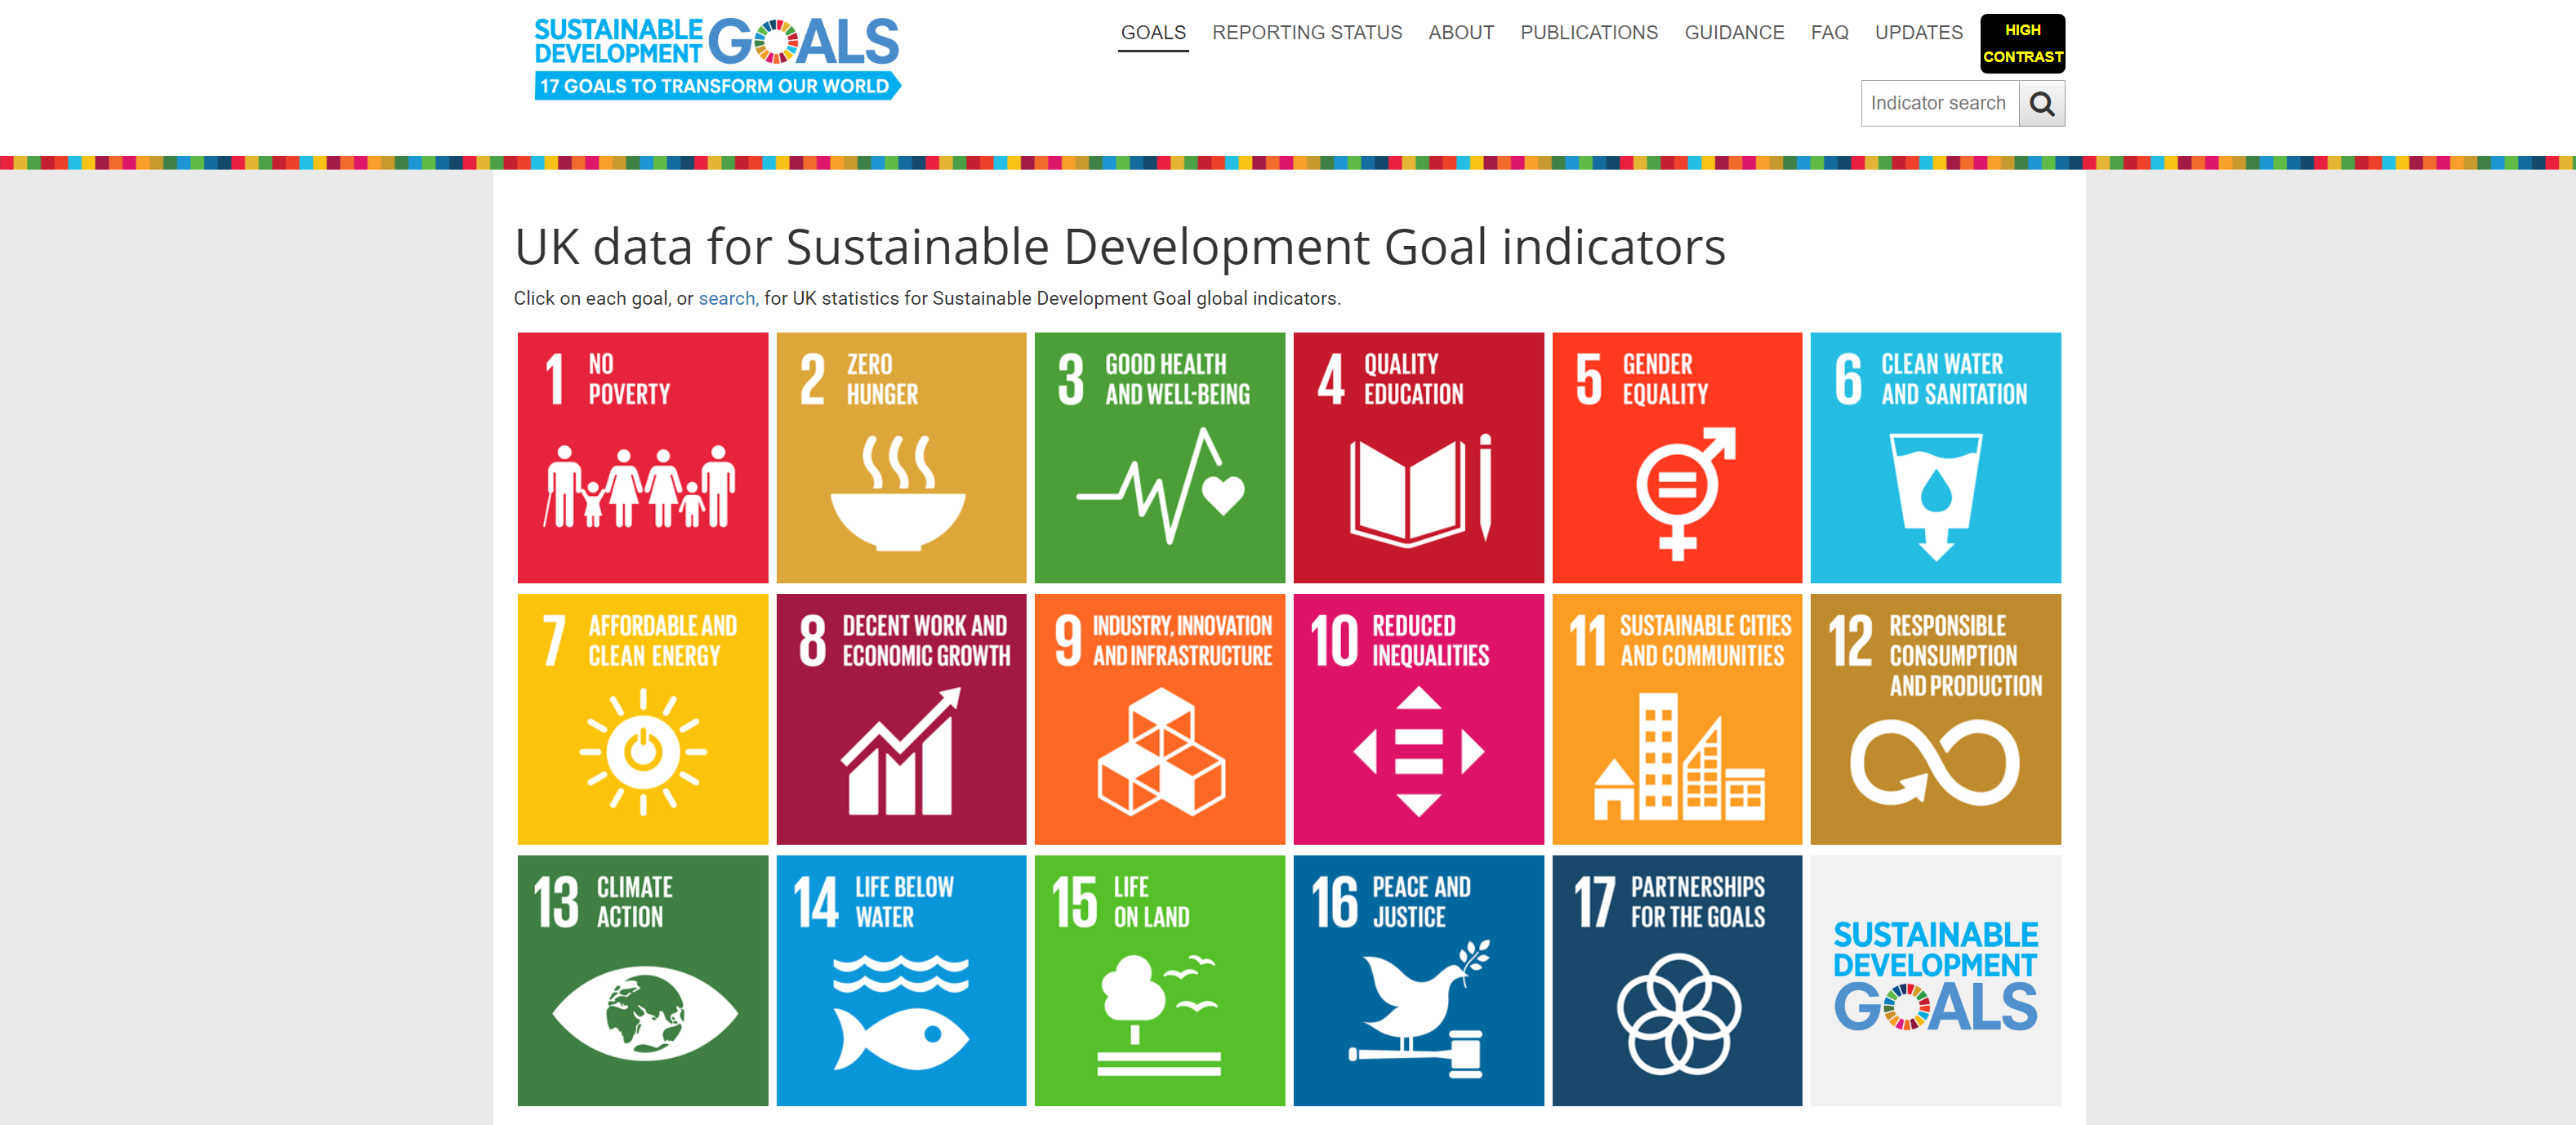 SUSTAINABLE
DEVELOPMENT GOALS
17 GOALS TO TRANSFORM OUR WORLD
GOALS REPORTING STATUS ABOUT PUBLICATIONS GUIDANCE FAQ UPDATES
HIGH
CONTRAST
Indicator search
UK data for Sustainable Development Goal indicators
Click on each goal, or search, for UK statistics for Sustainable Development Goal global indicators.
1 NO
POVERTY
2 ZERO
HUNGER
3 GOOD HEALTH
AND WELL-BEING
4 QUALITY
EDUCATION
5 GENDER
EQUALITY
6 CLEAN WATER
AND SANITATION
7 AFFORDABLE AND
CLEAN ENERGY
8 DECENT WORK AND
ECONOMIC GROWTH
9 INDUSTRY, INNOVATION
AND INFRASTRUCTURE
10 REDUCED
INEQUALITIES
11 SUSTAINABLE CITIES
AND COMMUNITIES
12 RESPONSIBLE
CONSUMPTION
AND PRODUCTION
13 CLIMATE
ACTION
14 LIFE BELOW
WATER
15 LIFE
ON LAND
16 PEACE AND
JUSTICE
17 PARTNERSHIPS
FOR THE GOALS
SUSTAINABLE
DEVELOPMENT
GOALS